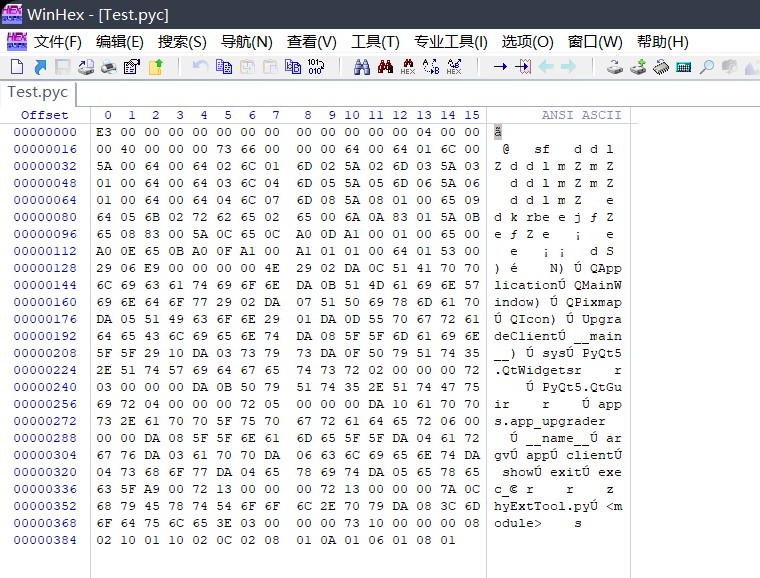 WinHex - [Test.pyc]
文件(F) 编辑(E) 搜索(S) 导航(N) 查看(V) 工具(T) 专业工具(I) 选项(O) 窗口(W) 帮助(H)
Test.pyc
Offset 0 1 2 3 4 5 6 7 8 9 10 11 12 13 14 15 ANSI ASCII
00000000 E3 00 00 00 00 00 00 00 00 00 00 00 00 04 00 00 ã
00000016 00 40 00 00 00 73 66 00 00 00 64 00 64 01 6C 00 @ sf d d l
00000032 5A 00 64 00 64 02 6C 01 6D 02 5A 02 6D 03 5A 03 Z d d l m Z m Z
00000048 01 00 64 00 64 03 6C 04 6D 05 5A 05 6D 06 5A 06 d d l m Z m Z
00000064 01 00 64 00 64 04 6C 07 6D 08 5A 08 01 00 65 09 d d l m Z e
00000080 64 05 6B 02 72 62 65 02 65 00 6A 0A 83 01 5A 0B d k r b e e j ƒ Z
00000096 65 08 83 00 5A 0C 65 0C A0 0D A1 00 01 00 65 00 e ƒ Z e ¡ e
00000112 A0 0E 65 0B A0 0F A1 00 A1 01 01 00 64 01 53 00 e ¡ ¡ d S
00000128 29 06 E9 00 00 00 00 4E 29 02 DA 0C 51 41 70 70 ) é N) Ú QApp
00000144 6C 69 63 61 74 69 6F 6E DA 0B 51 4D 61 69 6E 57 licationÚ QMainW
00000160 69 6E 64 6F 77 29 02 DA 07 51 50 69 78 6D 61 70 indow) Ú QPixmap
00000176 DA 05 51 49 63 6F 6E 29 01 DA 0D 55 70 67 72 61 Ú QIcon) Ú Upgra
00000192 64 65 43 6C 69 65 6E 74 DA 08 5F 5F 6D 61 69 6E deClientÚ __main
00000208 5F 5F 29 10 DA 03 73 79 73 DA 0F 50 79 51 74 35 __) Ú sysÚ PyQt5
00000224 2E 51 74 57 69 64 67 65 74 73 72 02 00 00 00 72 .QtWidgetsr r
00000240 03 00 00 00 DA 0B 50 79 51 74 35 2E 51 74 47 75 Ú PyQt5.QtGu
00000256 69 72 04 00 00 00 72 05 00 00 00 DA 10 61 70 70 ir r Ú app
00000272 73 2E 61 70 70 5F 75 70 67 72 61 64 65 72 06 00 s.app_upgrader
00000288 00 00 DA 08 5F 5F 6E 61 6D 65 5F 5F DA 04 61 72 Ú __name__Ú ar
00000304 67 76 DA 03 61 70 70 DA 06 63 6C 69 65 6E 74 DA gvÚ appÚ clientÚ
00000320 04 73 68 6F 77 DA 04 65 78 69 74 DA 05 65 78 65 showÚ exitÚ exe
00000336 63 5F A9 00 72 13 00 00 00 72 13 00 00 00 7A 0C c_© r r z
00000352 68 79 45 78 74 54 6F 6F 6C 2E 70 79 DA 08 3C 6D hyExtTool.pyÚ <m
00000368 6F 64 75 6C 65 3E 03 00 00 00 73 10 00 00 00 08 odule> s
00000384 02 10 01 10 02 0C 02 08 01 0A 01 06 01 08 01